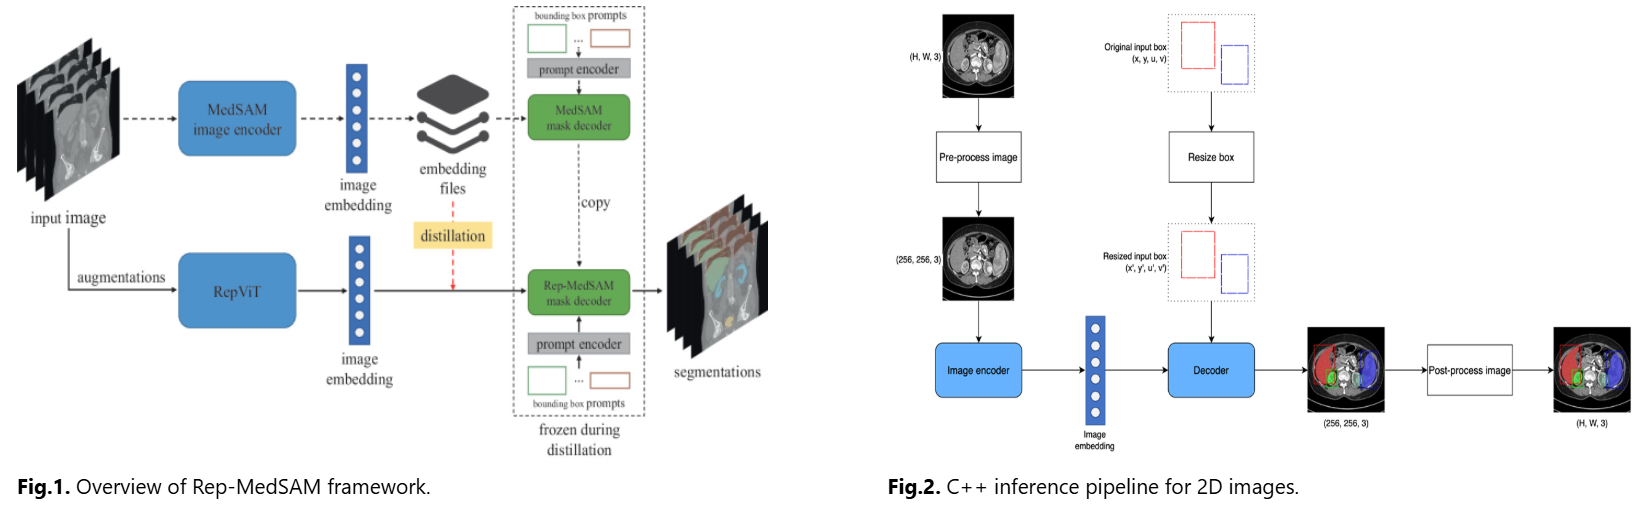 bounding box prompts
...
prompt encoder
MedSAM
image encoder
MedSAM
mask decoder
embedding
files
image
embedding
input image
copy
distillation
augmentations
RepViT
Rep-MedSAM
mask decoder
prompt encoder
image
embedding
...
bounding box prompts
segmentations
frozen during
distillation
Fig.1. Overview of Rep-MedSAM framework.
(H, W, 3)
Original input box
(x, y, u, v)
Pre-process image
Resize box
(256, 256, 3)
Resized input box
(x', y', u', v')
Image encoder
Image
embedding
Decoder
(256, 256, 3)
Post-process image
(H, W, 3)
Fig.2. C++ inference pipeline for 2D images.